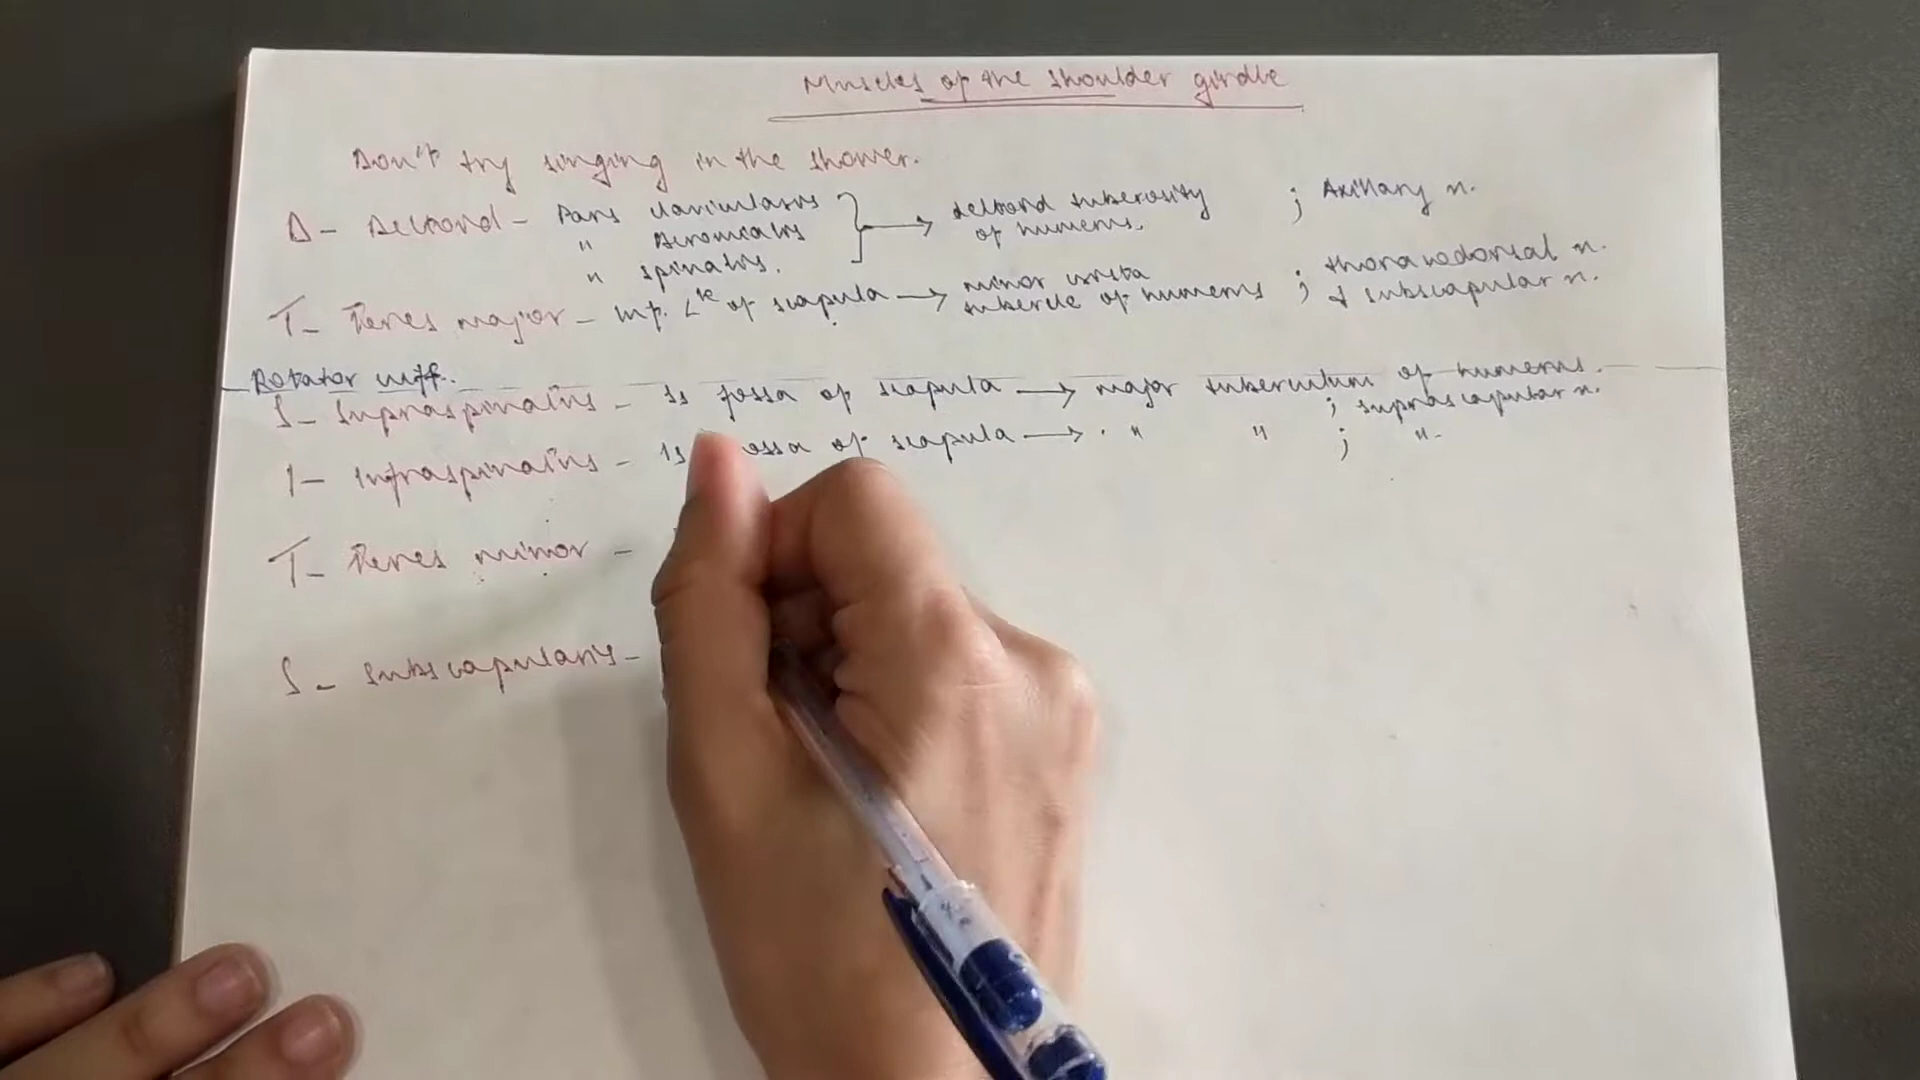 Muscles of the shoulder girdle
Don't try singing in the shower.
D - Deltoid - Pars clavicularis
" Acromialis
" spinalis.
→ deltoid tuberosity
of humerus.
; Axillary n.
T - Teres major - inf. L of scapula → minor crista
tubercle of humerus
; thoracodorsal n.
& subscapular n.
Rotator cuff.
S - Supraspinatus - ss fossa of scapula → major tuberculum of humerus.
; suprascapular n.
I - Infraspinatus - Is ossa of scapula → " " ; "
T - Teres minor -
S - Subscapularis -